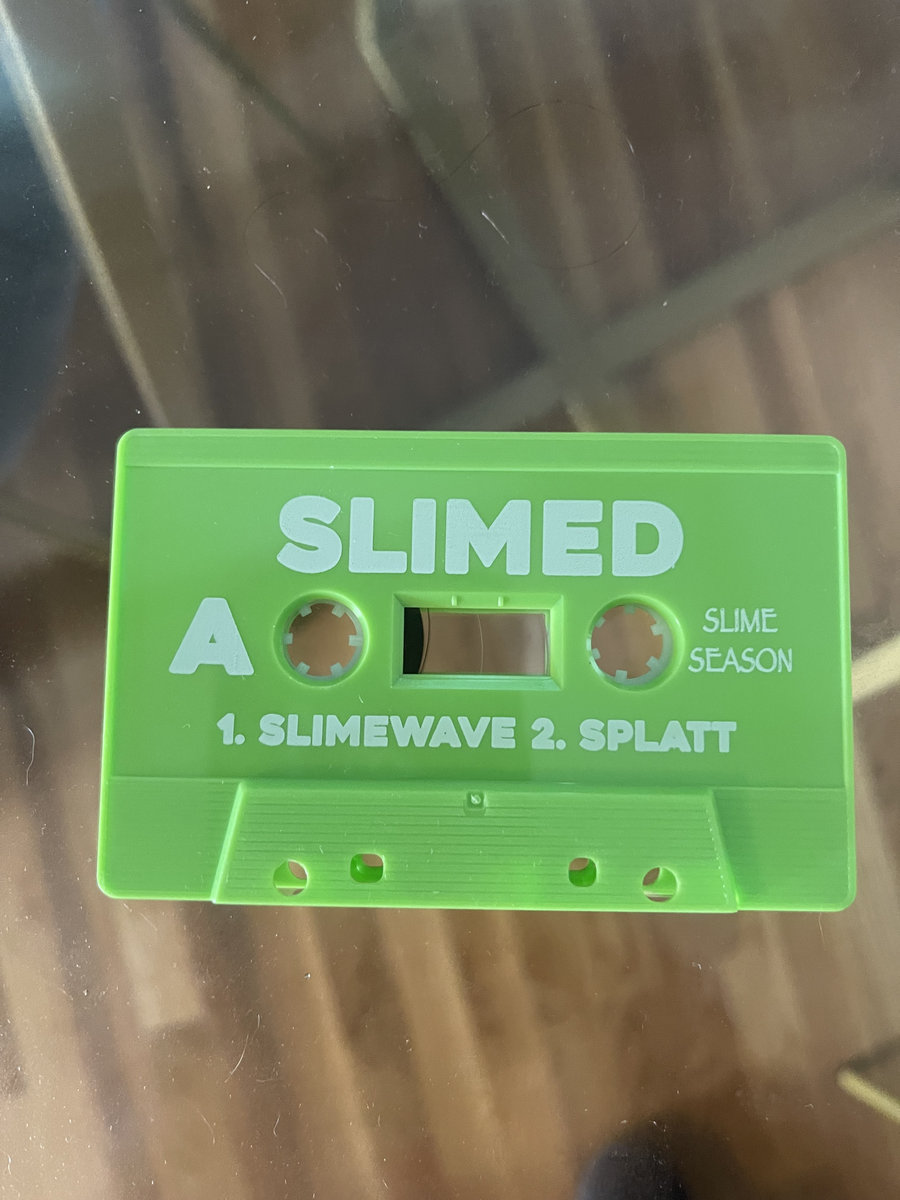 SLIMED
A
SLIME
SEASON
1. SLIMEWAVE 2. SPLATT